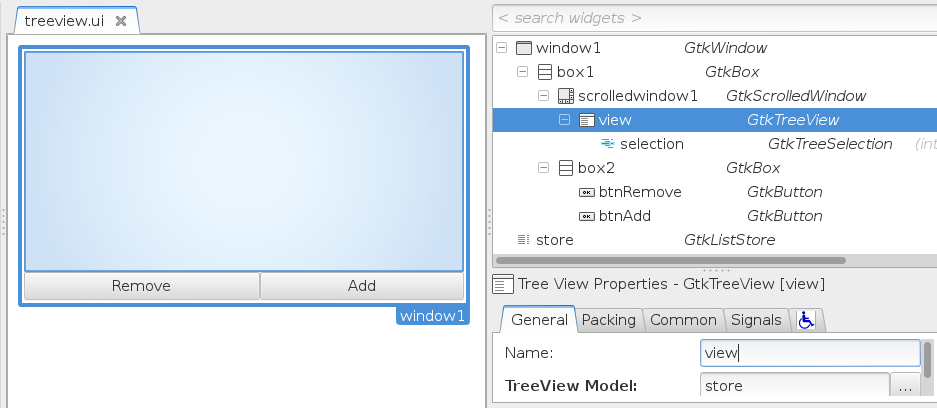 treeview.ui
Remove Add
window1
< search widgets >
window1 GtkWindow
box1 GtkBox
scrolledwindow1 GtkScrolledWindow
view GtkTreeView
selection GtkTreeSelection (int
box2 GtkBox
btnRemove GtkButton
btnAdd GtkButton
store GtkListStore
Tree View Properties - GtkTreeView [view]
General Packing Common Signals
Name: view
TreeView Model: store ...